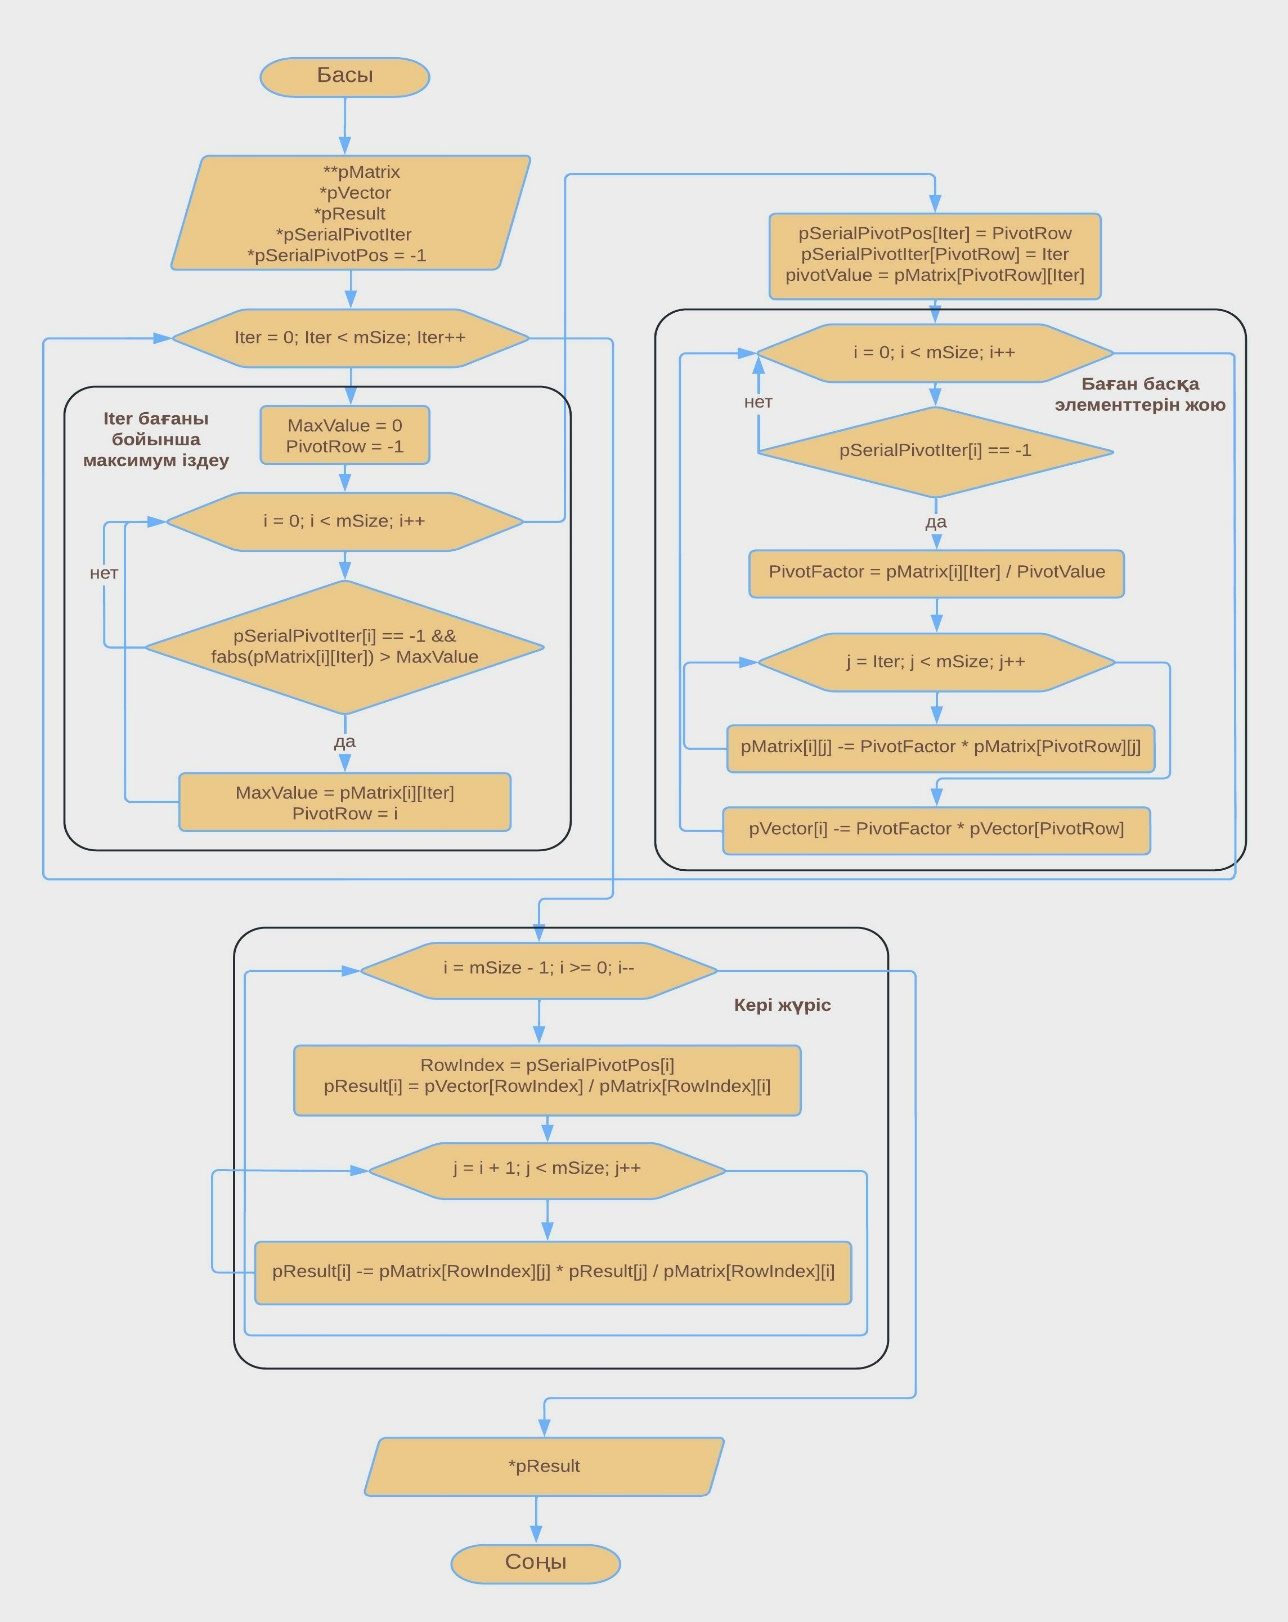 Басы
**pMatrix
*pVector
*pResult
*pSerialPivotIter
*pSerialPivotPos = -1
Iter = 0; Iter < mSize; Iter++
Iter бағаны
бойынша
максимум іздеу
MaxValue = 0
PivotRow = -1
i = 0; i < mSize; i++
нет
pSerialPivotIter[i] == -1 &&
fabs(pMatrix[i][Iter]) > MaxValue
да
MaxValue = pMatrix[i][Iter]
PivotRow = i
pSerialPivotPos[Iter] = PivotRow
pSerialPivotIter[PivotRow] = Iter
pivotValue = pMatrix[PivotRow][Iter]
i = 0; i < mSize; i++
Баған басқа
элементтерін жою
нет
pSerialPivotIter[i] == -1
да
PivotFactor = pMatrix[i][Iter] / PivotValue
j = Iter; j < mSize; j++
pMatrix[i][j] -= PivotFactor * pMatrix[PivotRow][j]
pVector[i] -= PivotFactor * pVector[PivotRow]
i = mSize - 1; i >= 0; i--
Кері жүріс
RowIndex = pSerialPivotPos[i]
pResult[i] = pVector[RowIndex] / pMatrix[RowIndex][i]
j = i + 1; j < mSize; j++
pResult[i] -= pMatrix[RowIndex][j] * pResult[j] / pMatrix[RowIndex][i]
*pResult
Соңы